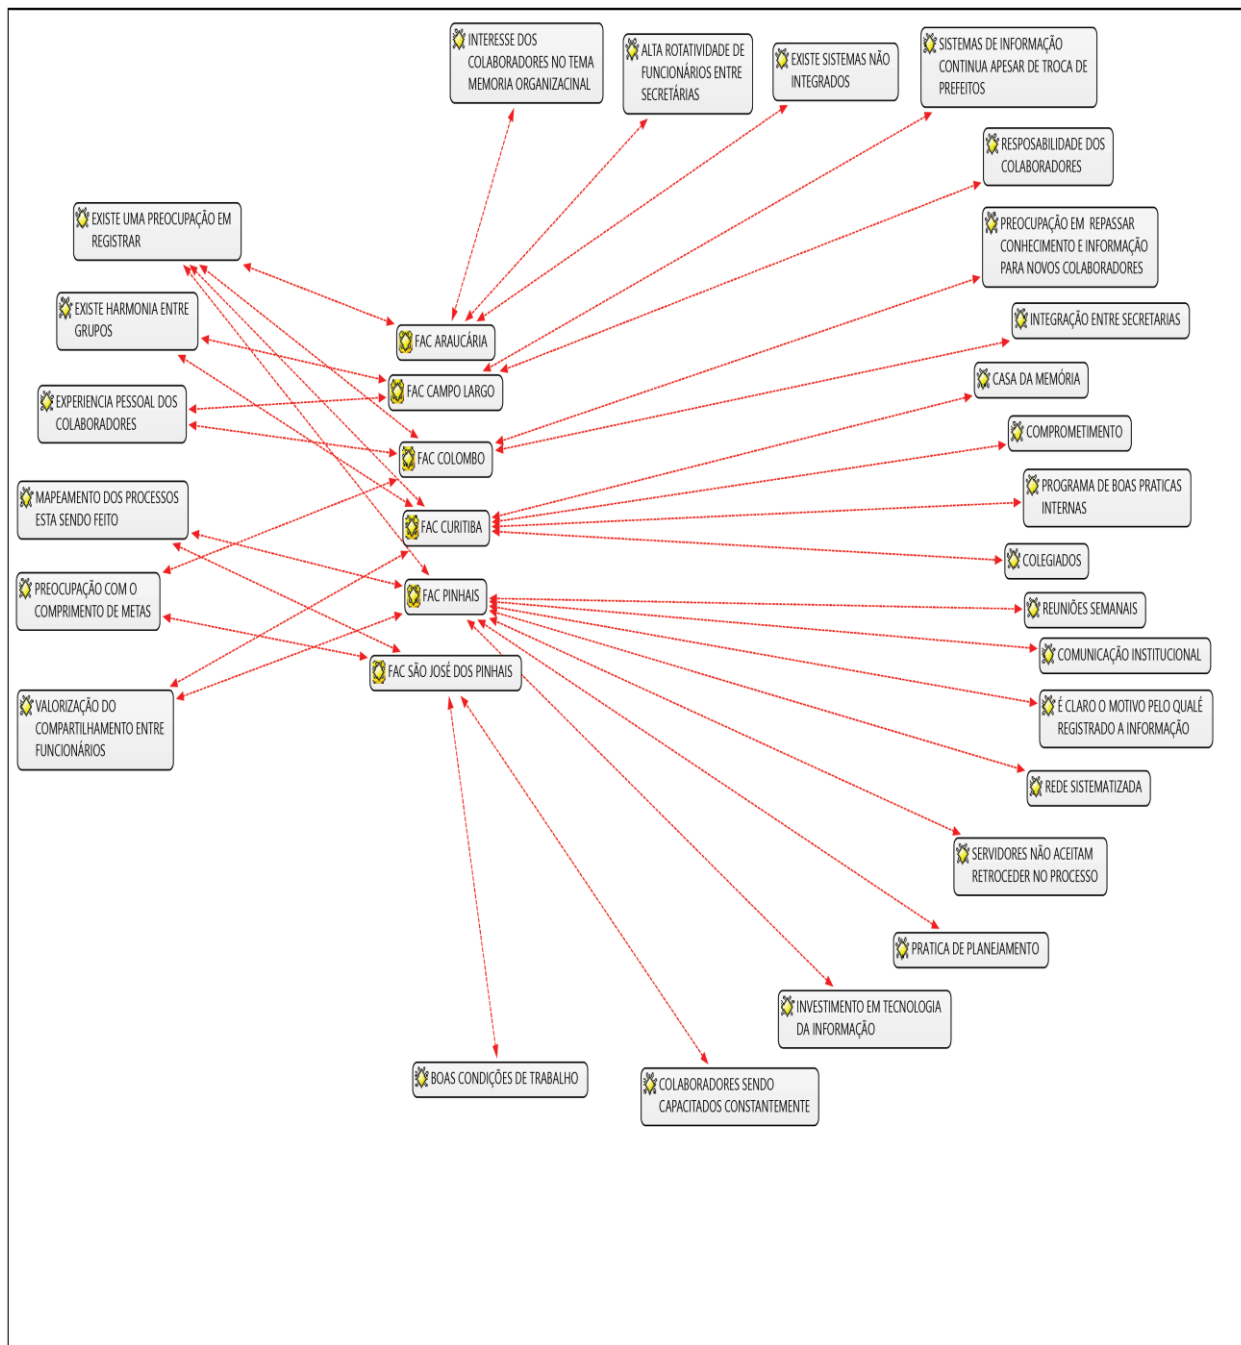 INTERESSE DOS
COLABORADORES NO TEMA
MEMORIA ORGANIZACINAL
ALTA ROTATIVIDADE DE
FUNCIONÁRIOS ENTRE
SECRETÁRIAS
EXISTE SISTEMAS NÃO
INTEGRADOS
SISTEMAS DE INFORMAÇÃO
CONTINUA APESAR DE TROCA DE
PREFEITOS
RESPOSABILIDADE DOS
COLABORADORES
EXISTE UMA PREOCUPAÇÃO EM
REGISTRAR
PREOCUPAÇÃO EM REPASSAR
CONHECIMENTO E INFORMAÇÃO
PARA NOVOS COLABORADORES
EXISTE HARMONIA ENTRE
GRUPOS
INTEGRAÇÃO ENTRE SECRETARIAS
FAC ARAUCÁRIA
FAC CAMPO LARGO
CASA DA MEMÓRIA
EXPERIENCIA PESSOAL DOS
COLABORADORES
COMPROMETIMENTO
FAC COLOMBO
MAPEAMENTO DOS PROCESSOS
ESTA SENDO FEITO
PROGRAMA DE BOAS PRATICAS
INTERNAS
FAC CURITIBA
COLEGIADOS
PREOCUPAÇÃO COM O
COMPRIMENTO DE METAS
FAC PINHAIS
REUNIÕES SEMANAIS
COMUNICAÇÃO INSTITUCIONAL
FAC SÃO JOSÉ DOS PINHAIS
VALORIZAÇÃO DO
COMPARTILHAMENTO ENTRE
FUNCIONÁRIOS
É CLARO O MOTIVO PELO QUALÉ
REGISTRADO A INFORMAÇÃO
REDE SISTEMATIZADA
SERVIDORES NÃO ACEITAM
RETROCEDER NO PROCESSO
PRATICA DE PLANEJAMENTO
INVESTIMENTO EM TECNOLOGIA
DA INFORMAÇÃO
BOAS CONDIÇÕES DE TRABALHO
COLABORADORES SENDO
CAPACITADOS CONSTANTEMENTE